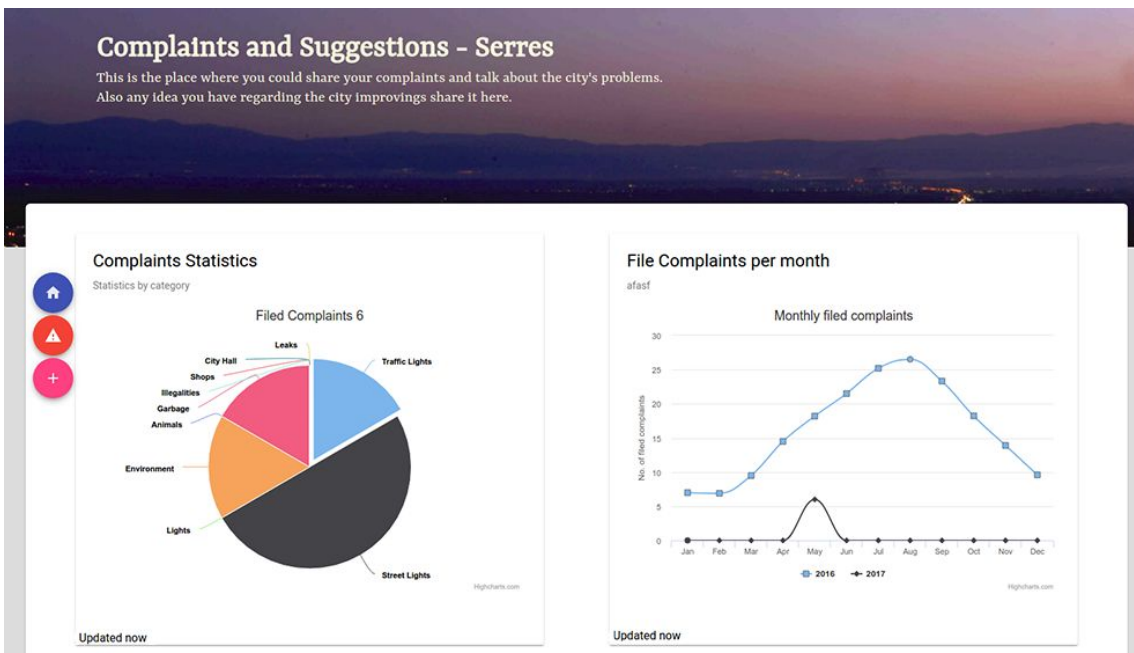 Complaints and Suggestions - Serres
This is the place where you could share your complaints and talk about the city's problems.
Also any idea you have regarding the city improvings share it here.
Complaints Statistics
Statistics by category
Filed Complaints 6
Leaks
City Hall
Traffic Lights
Shops
Illegalities
Garbage
Animals
Environment
Lights
Street Lights
Highcharts.com
Updated now
File Complaints per month
afasf
Monthly filed complaints
No. of filed complaints
30
25
20
15
10
5
0
Jan Feb Mar Apr May Jun Jul Aug Sep Oct Nov Dec
2016 2017
Highcharts.com
Updated now